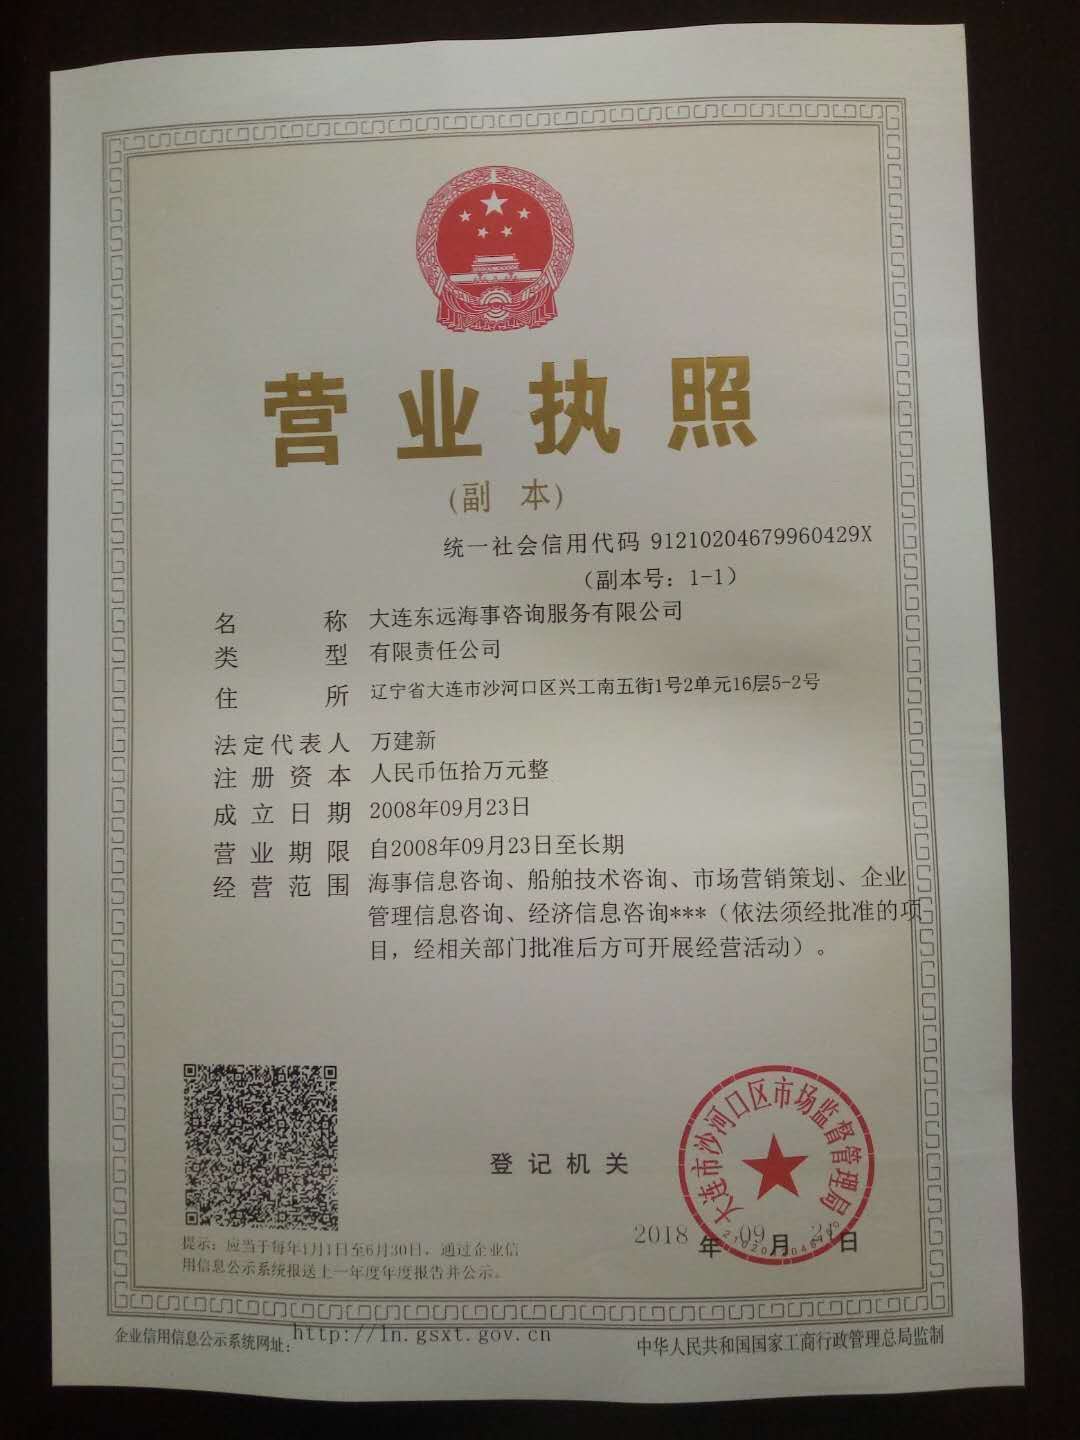 营业执照
(副 本)
统一社会信用代码 91210204679960429X
(副本号: 1-1)
名 称 大连东远海事咨询服务有限公司
类 型 有限责任公司
住 所 辽宁省大连市沙河口区兴工南五街1号2单元16层5-2号
法定代表人 万建新
注册资本 人民币伍拾万元整
成立日期 2008年09月23日
营业期限 自2008年09月23日至长期
经营范围 海事信息咨询、船舶技术咨询、市场营销策划、企业
管理信息咨询、经济信息咨询***（依法须经批准的项
目，经相关部门批准后方可开展经营活动）。
登记机关
大连市沙河口区市场监督管理局
2018 年 09 月 日
提示: 应当于每年1月1日至6月30日，通过企业信
用信息公示系统报送上一年度年度报告并公示。
企业信用信息公示系统网址: http://ln.gsxt.gov.cn
中华人民共和国国家工商行政管理总局监制